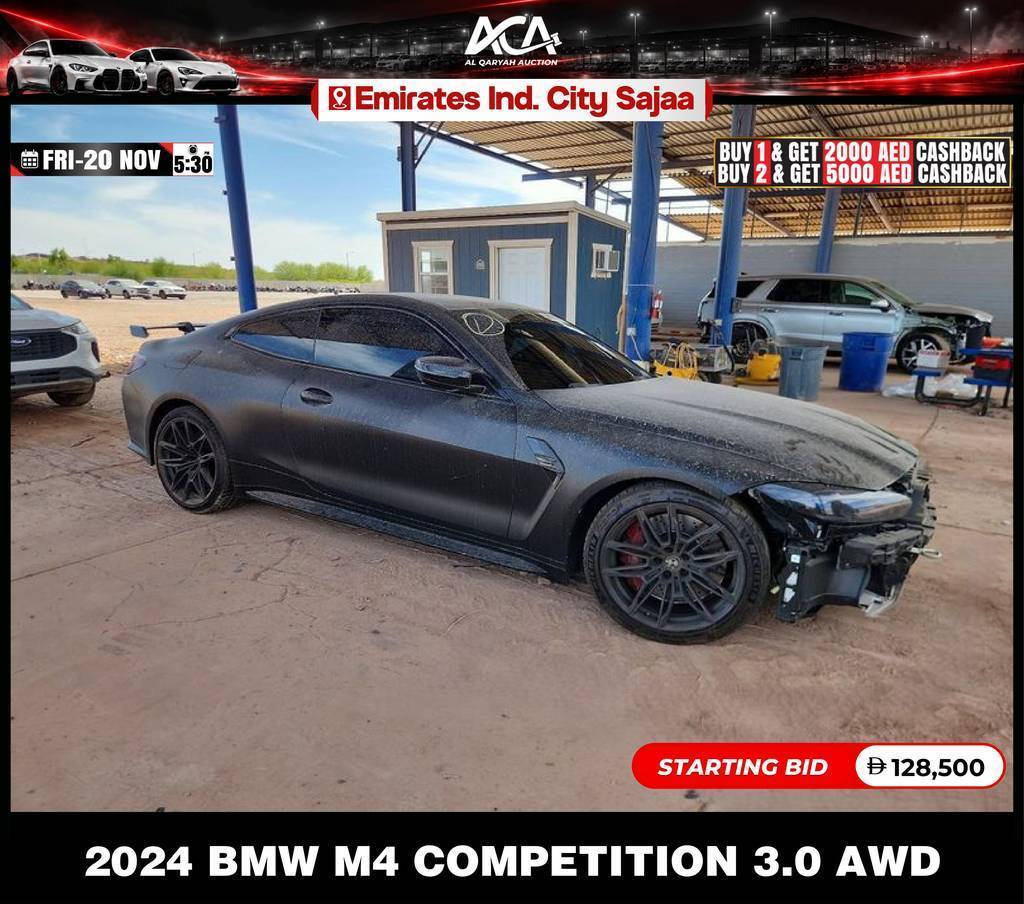 ACA
AL QARYAH AUCTION
Emirates Ind. City Sajaa
FRI-20 NOV 5:30
BUY 1 & GET 2000 AED CASHBACK
BUY 2 & GET 5000 AED CASHBACK
Ford
STARTING BID 128,500
2024 BMW M4 COMPETITION 3.0 AWD